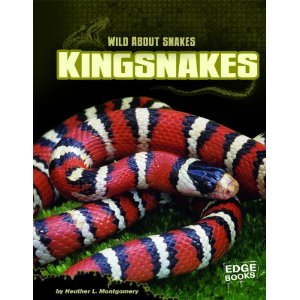 WILD ABOUT SNAKES
KINGSNAKES
by Heather L. Montgomery
EDGE
BOOKS